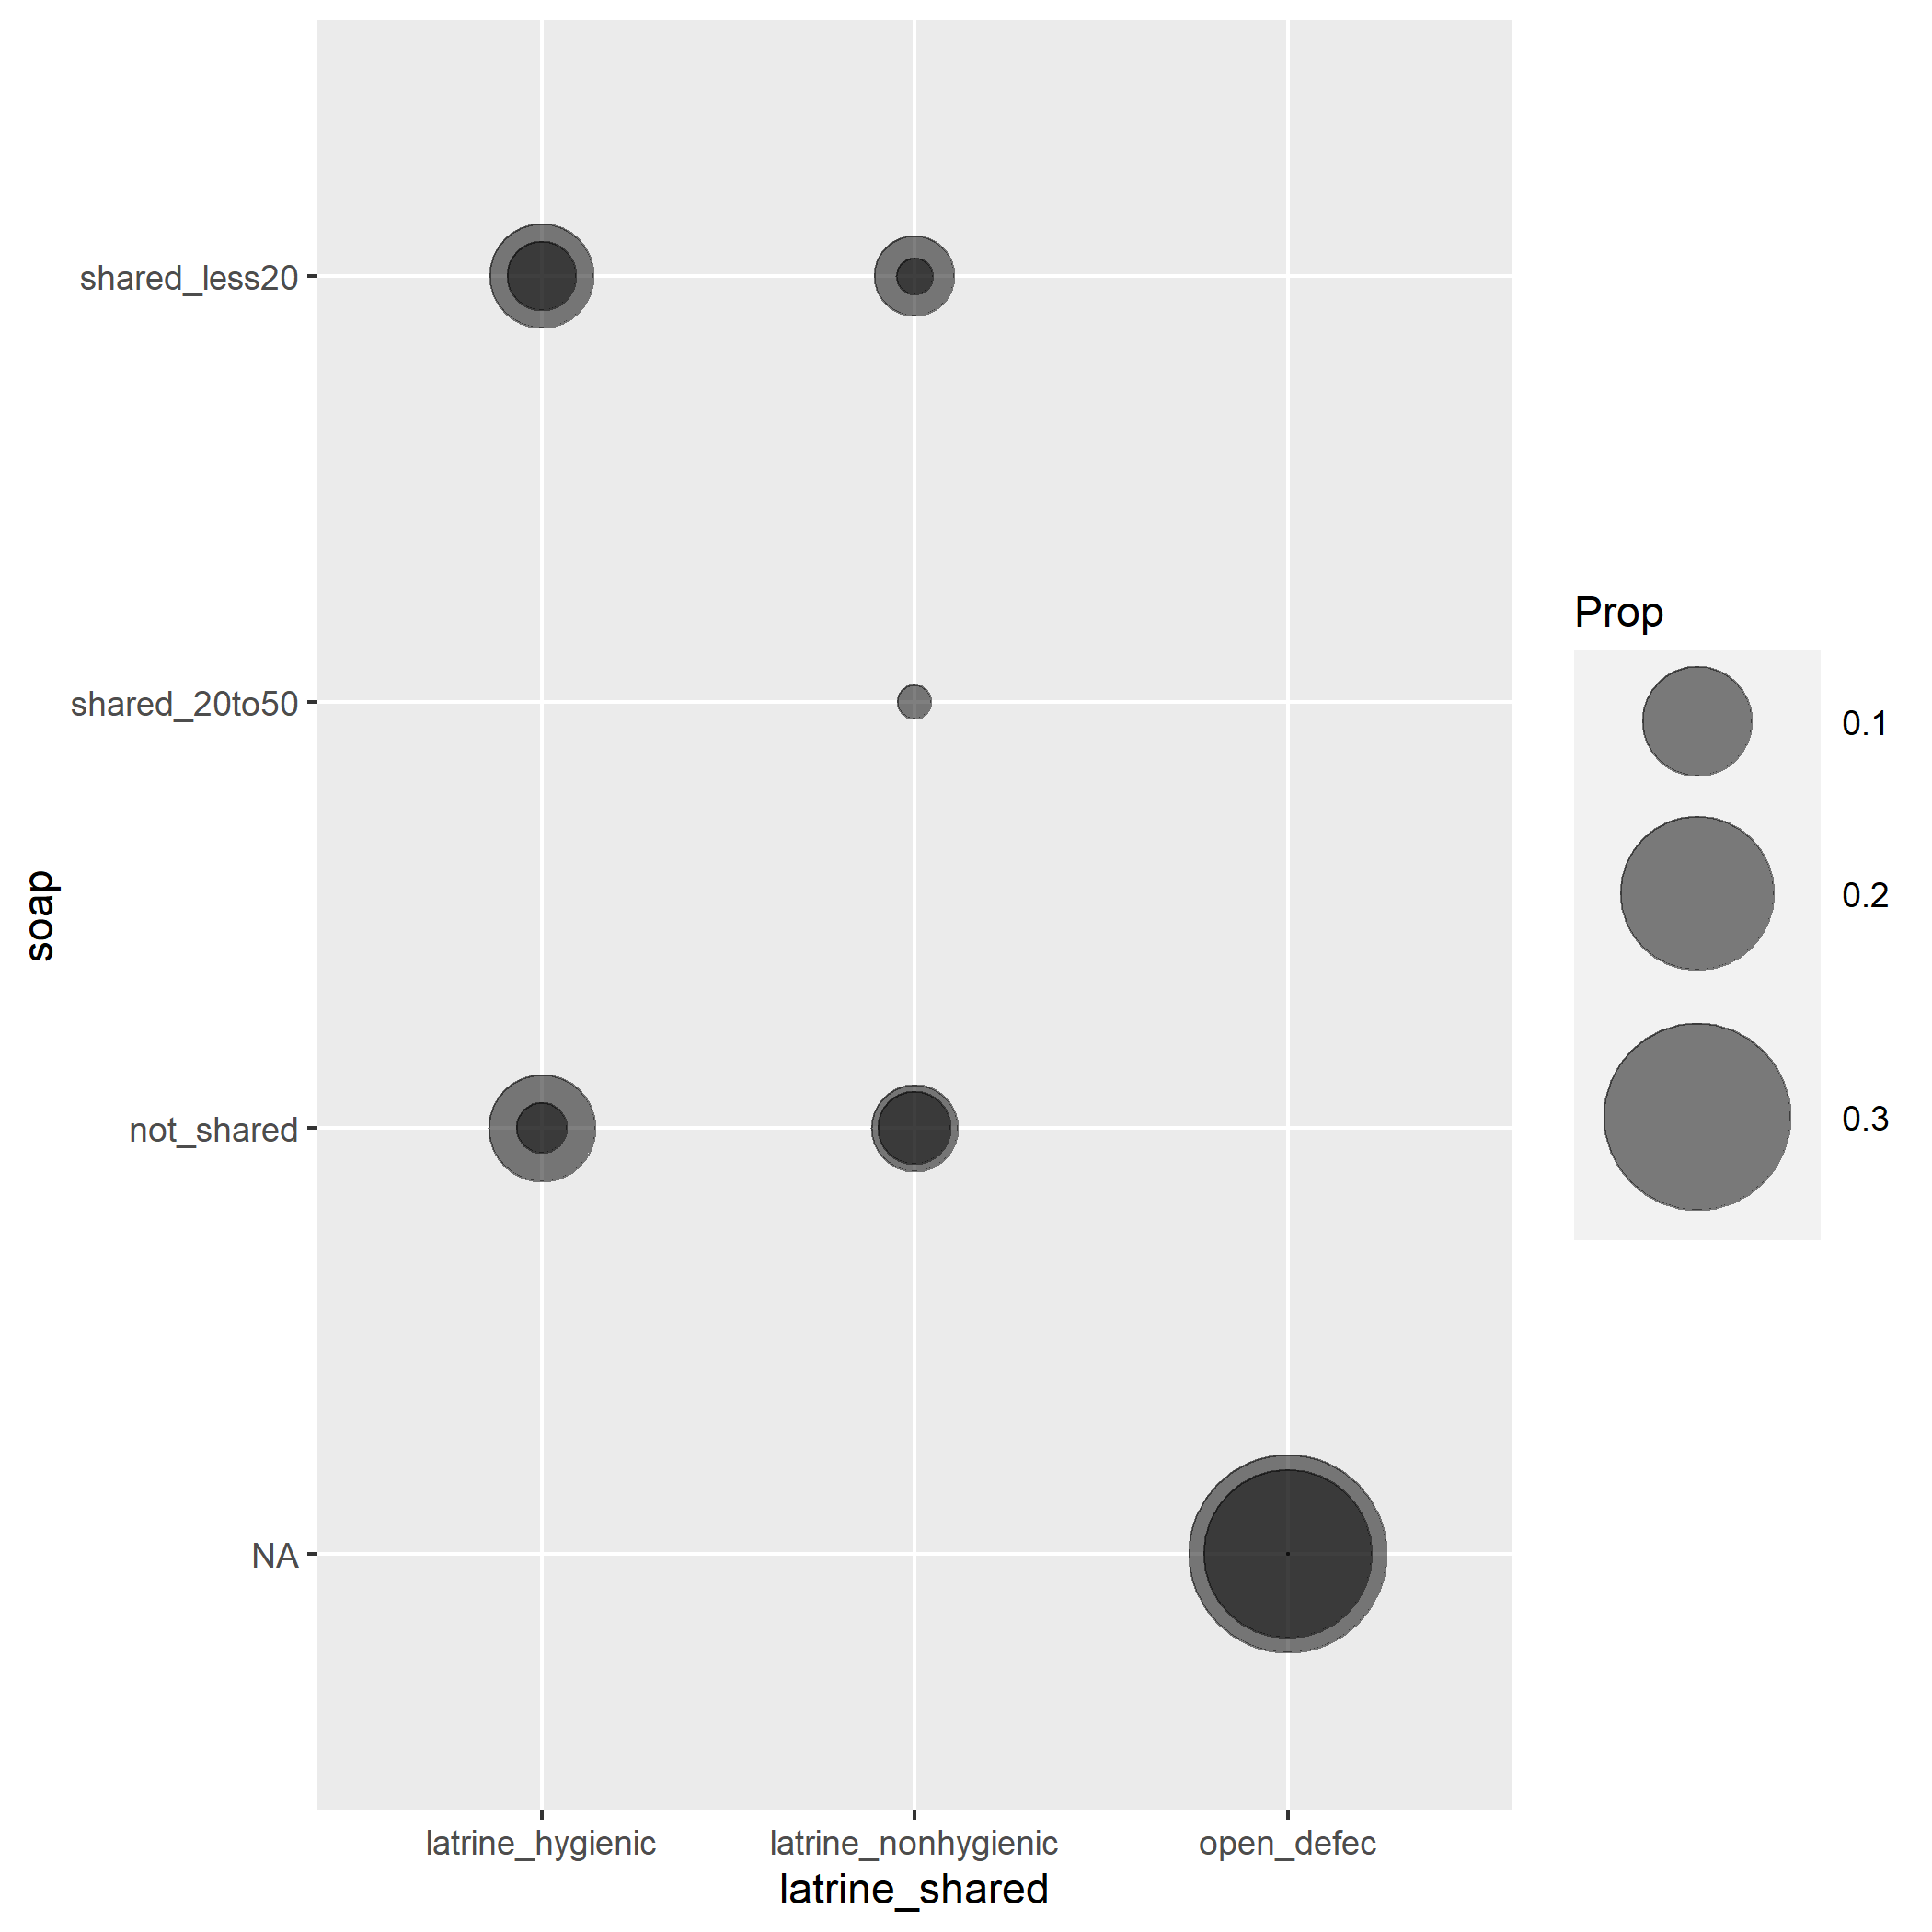 shared_less20
shared_20to50
not_shared
NA
soap
latrine_hygienic
latrine_nonhygienic
open_defec
latrine_shared
Prop
0.1
0.2
0.3